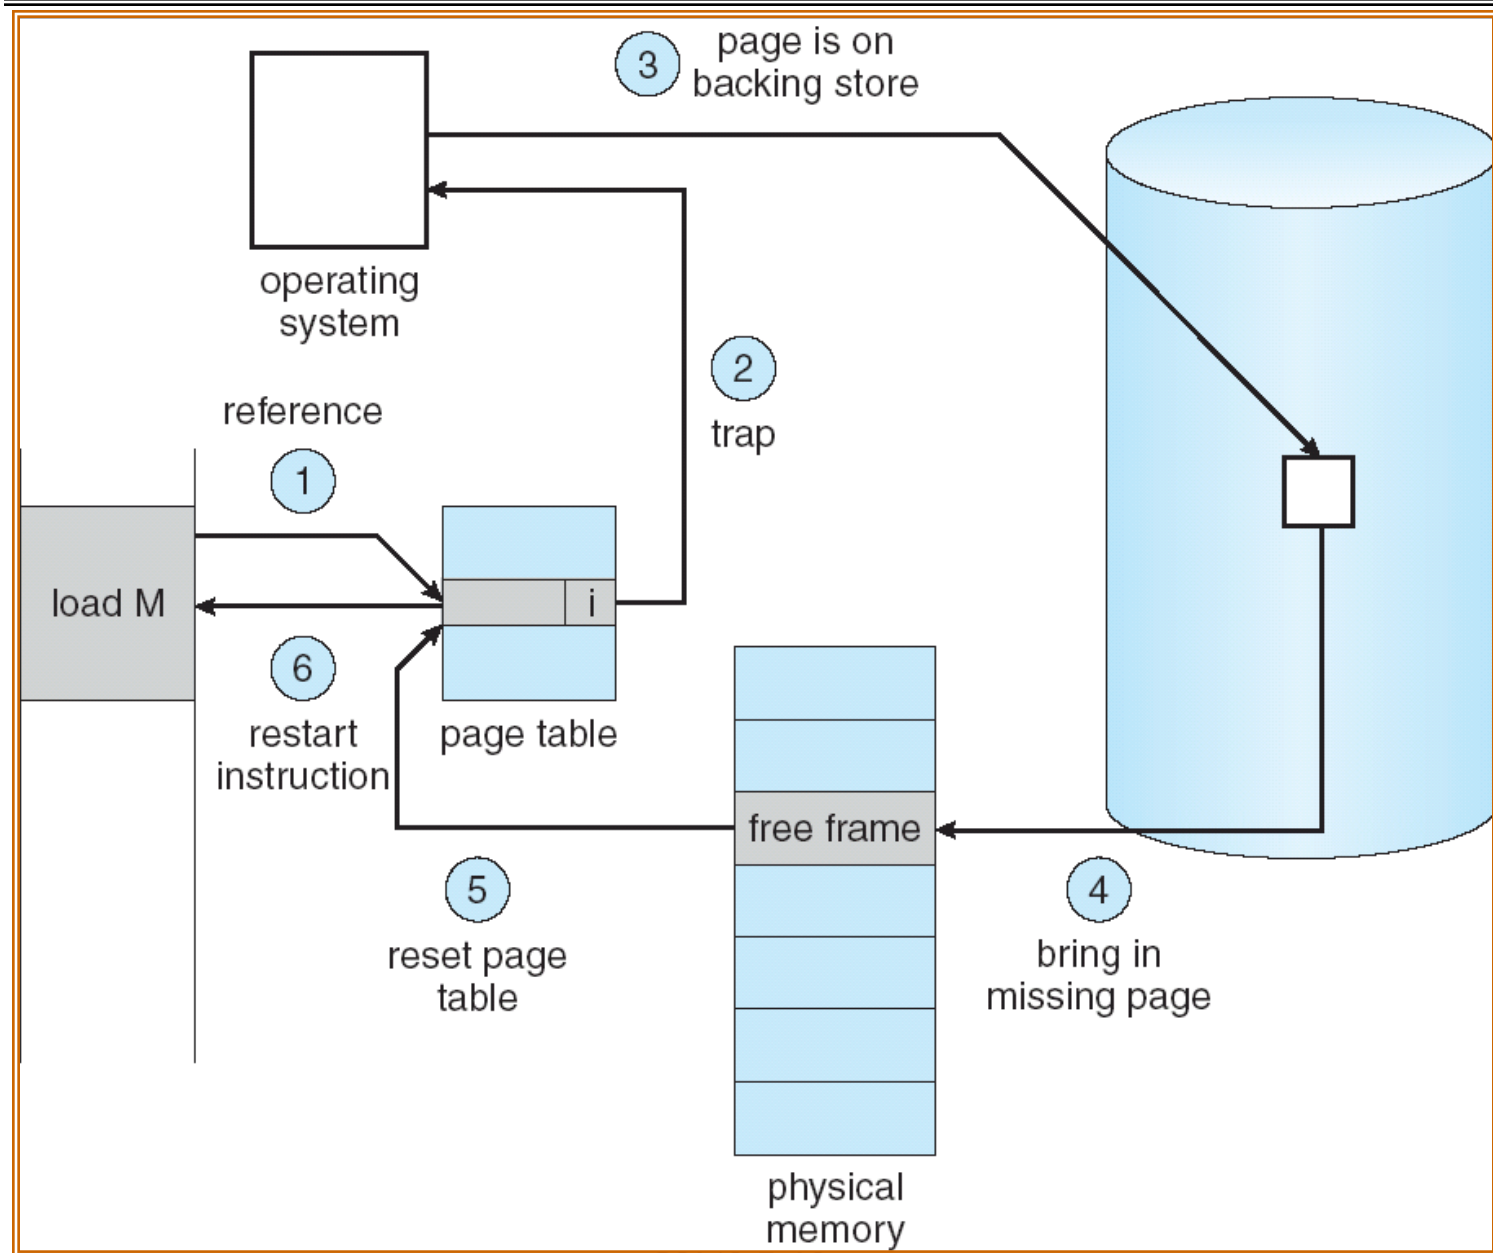 3
page is on
backing store
operating
system
2
trap
reference
1
load M
i
6
restart
instruction
page table
free frame
5
reset page
table
4
bring in
missing page
physical
memory